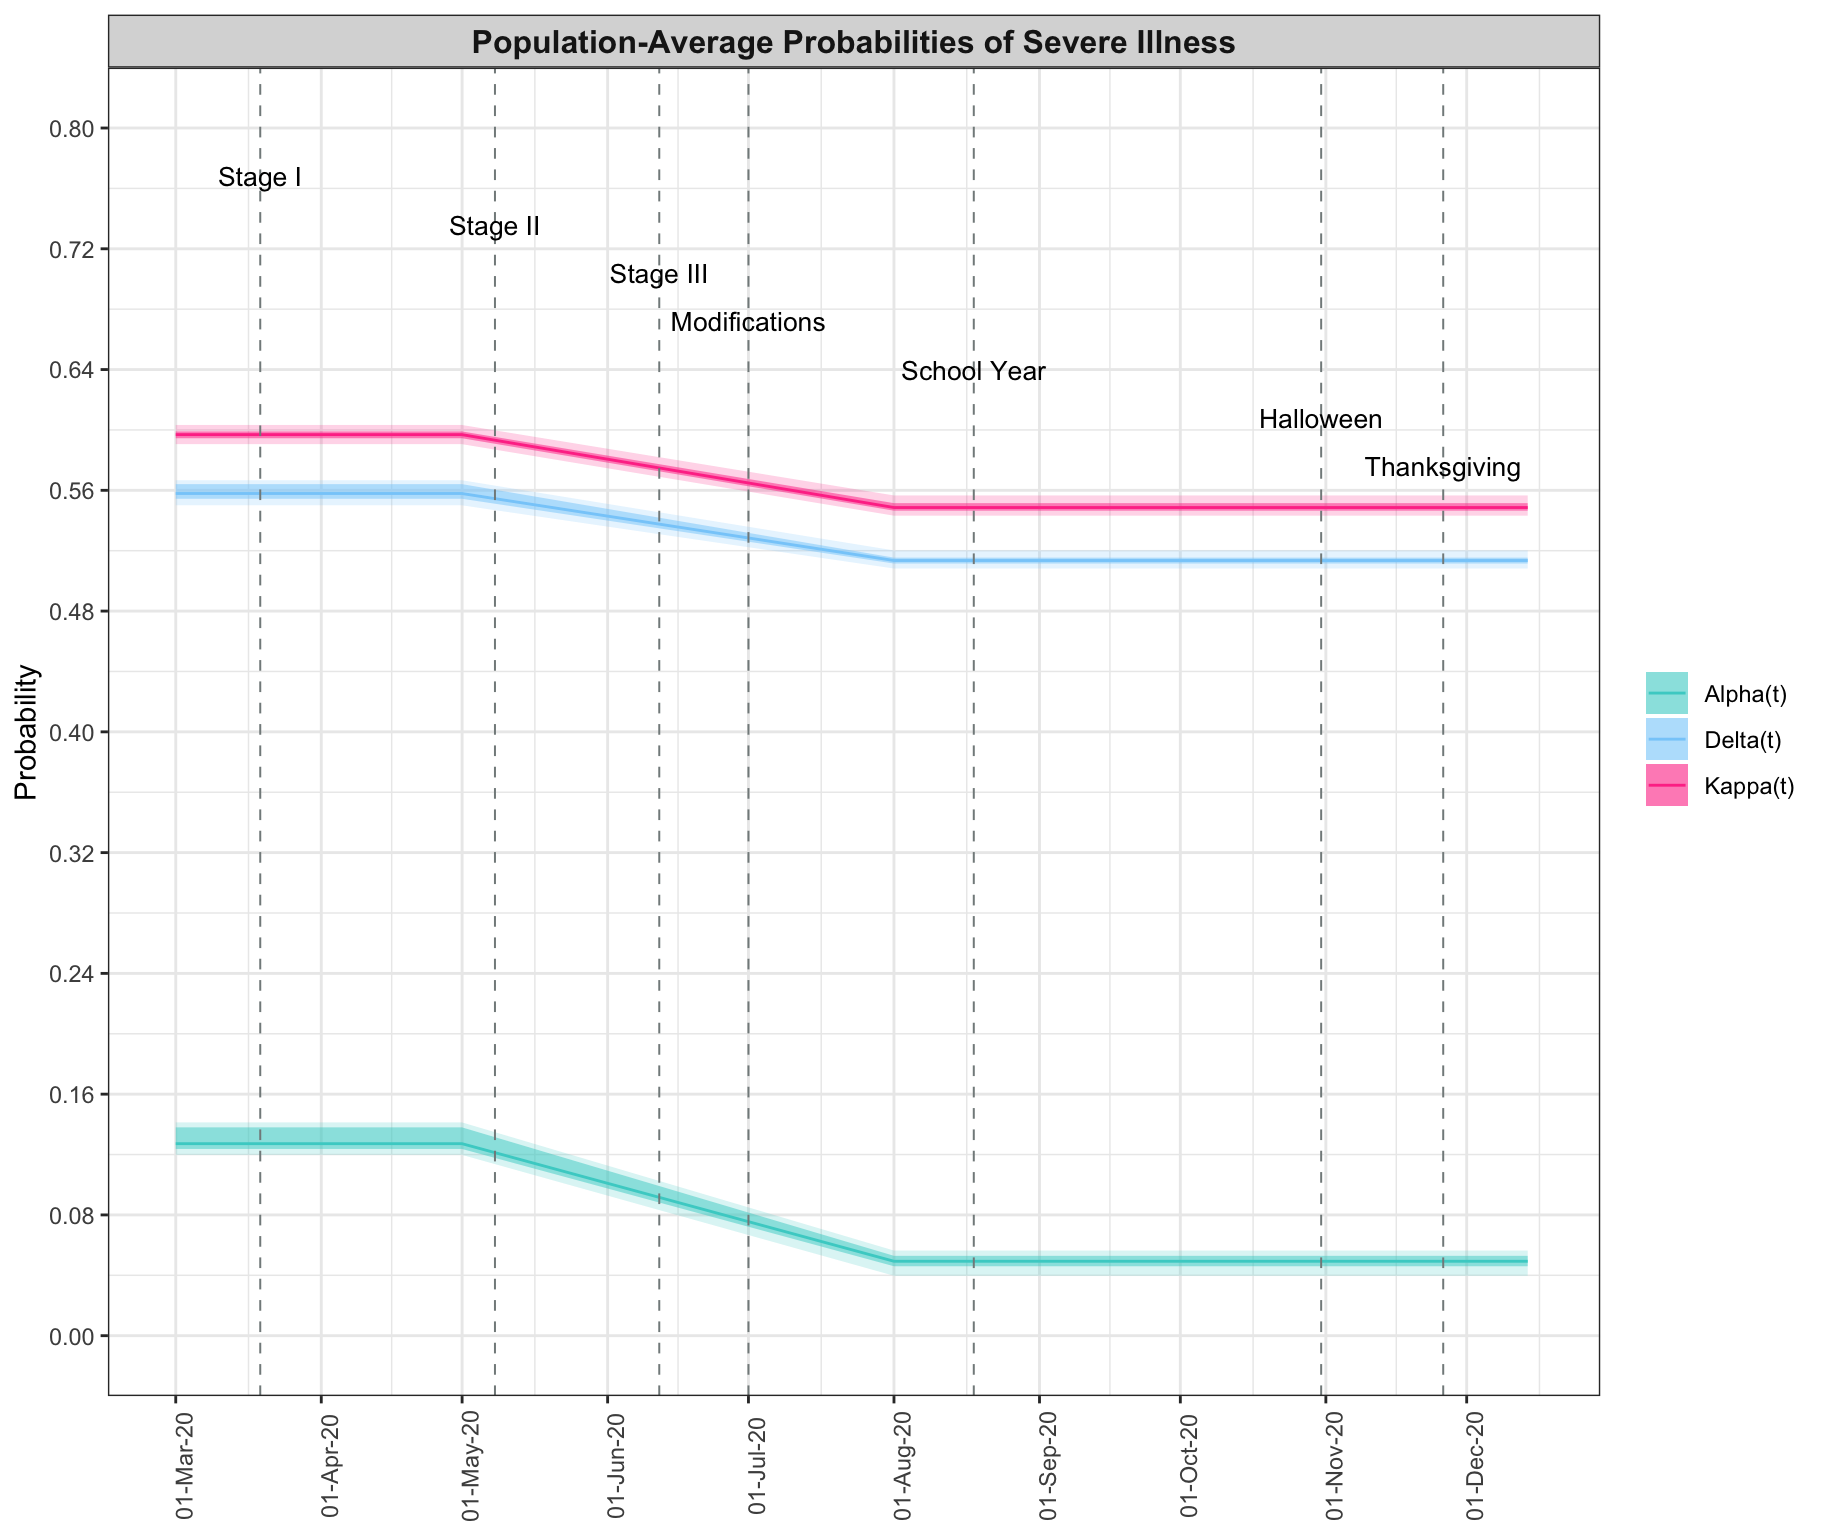 Population-Average Probabilities of Severe Illness
0.80
Stage I
Stage II
0.72
Stage III
Modifications
0.64
School Year
Halloween
Thanksgiving
0.56
0.48
Probability
Alpha(t)
Delta(t)
Kappa(t)
0.40
0.32
0.24
0.16
0.08
0.00
01-Mar-20
01-Apr-20
01-May-20
01-Jun-20
01-Jul-20
01-Aug-20
01-Sep-20
01-Oct-20
01-Nov-20
01-Dec-20